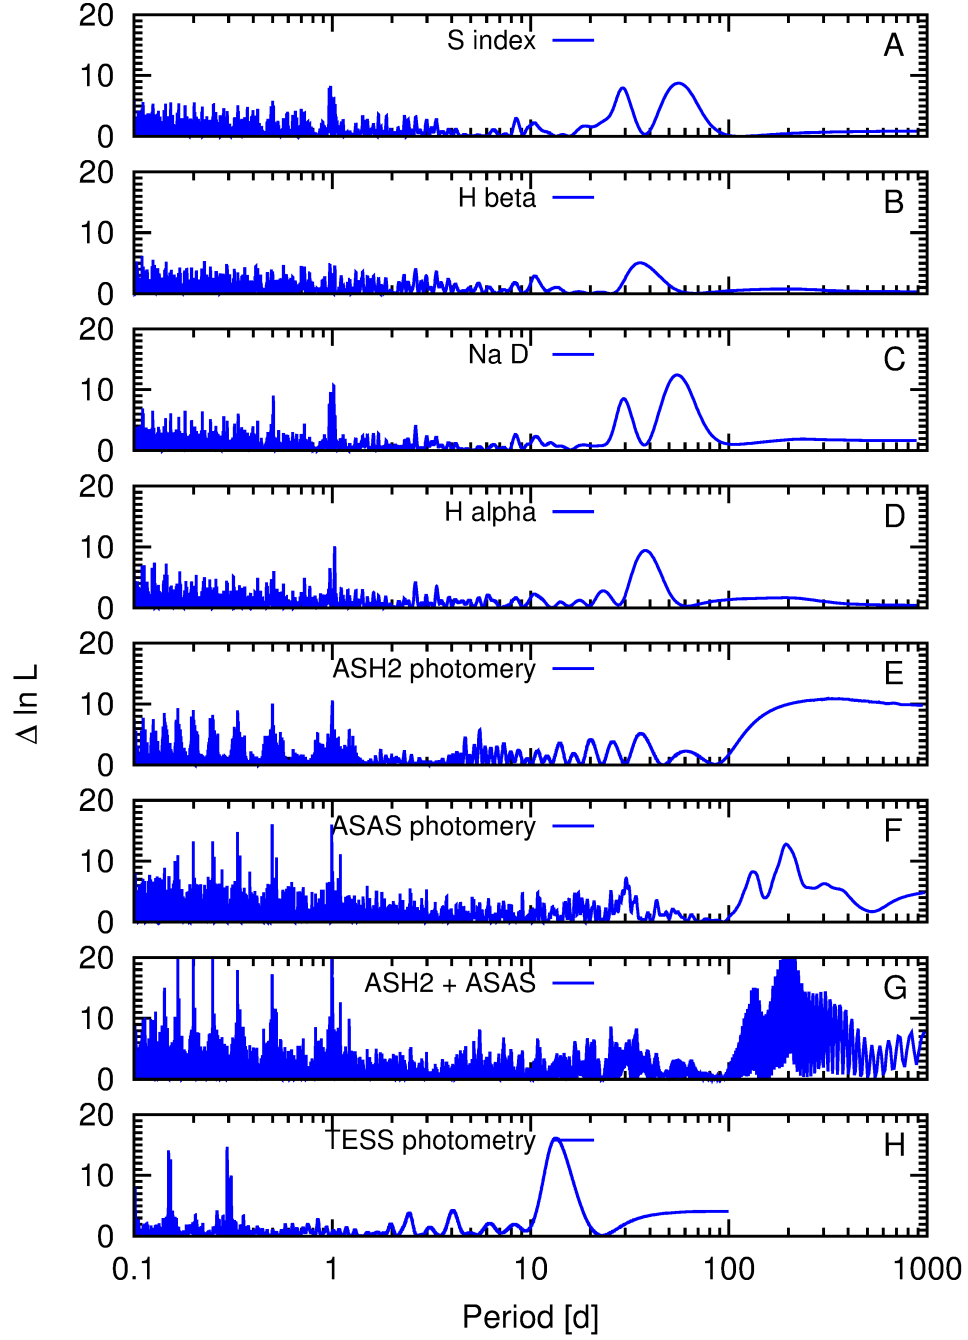 20
S index
A
10
0
20
H beta
B
10
0
20
Na D
C
10
0
20
H alpha
D
10
0
20
ASH2 photomery
E
10
0
20
ASAS photomery
F
10
0
20
ASH2 + ASAS
G
10
0
20
TESS photometry
H
10
0
Δ ln L
0.1 1 10 100 1000
Period [d]